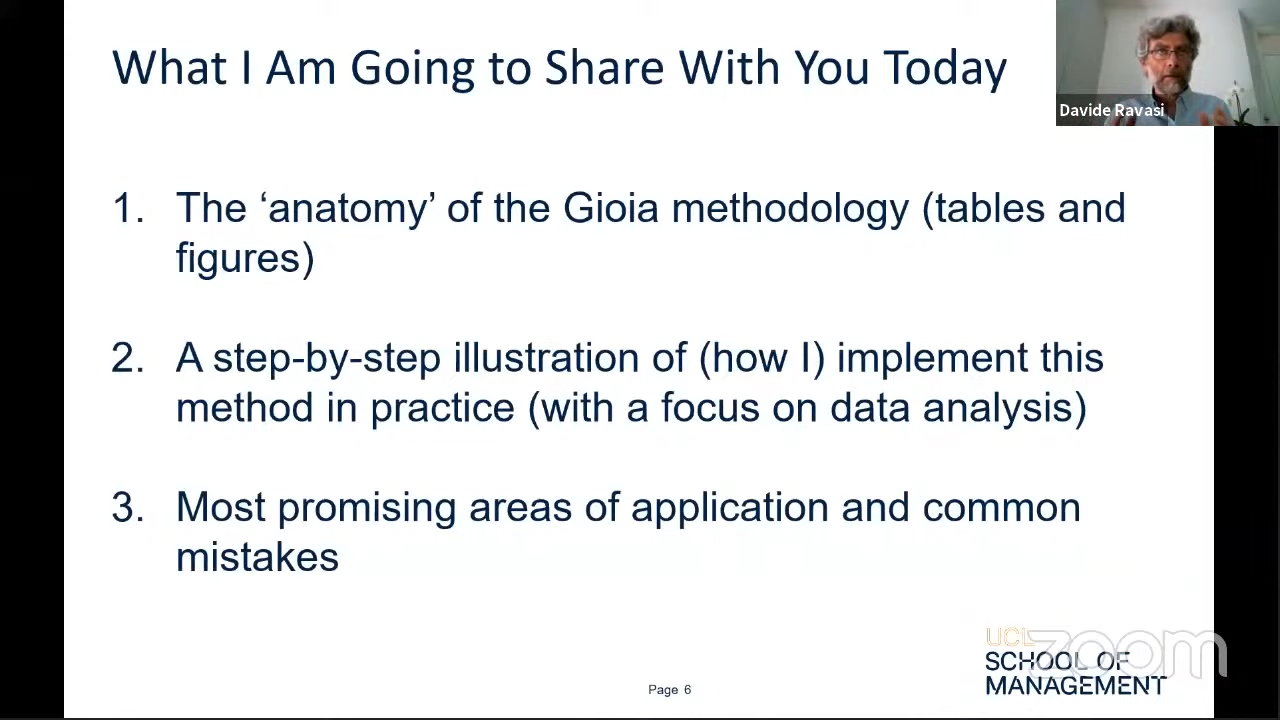 What I Am Going to Share With You Today
Davide Ravasi
1. The ‘anatomy’ of the Gioia methodology (tables and
figures)
2. A step-by-step illustration of (how I) implement this
method in practice (with a focus on data analysis)
3. Most promising areas of application and common
mistakes
UCL
zoom
SCHOOL OF
MANAGEMENT
Page 6